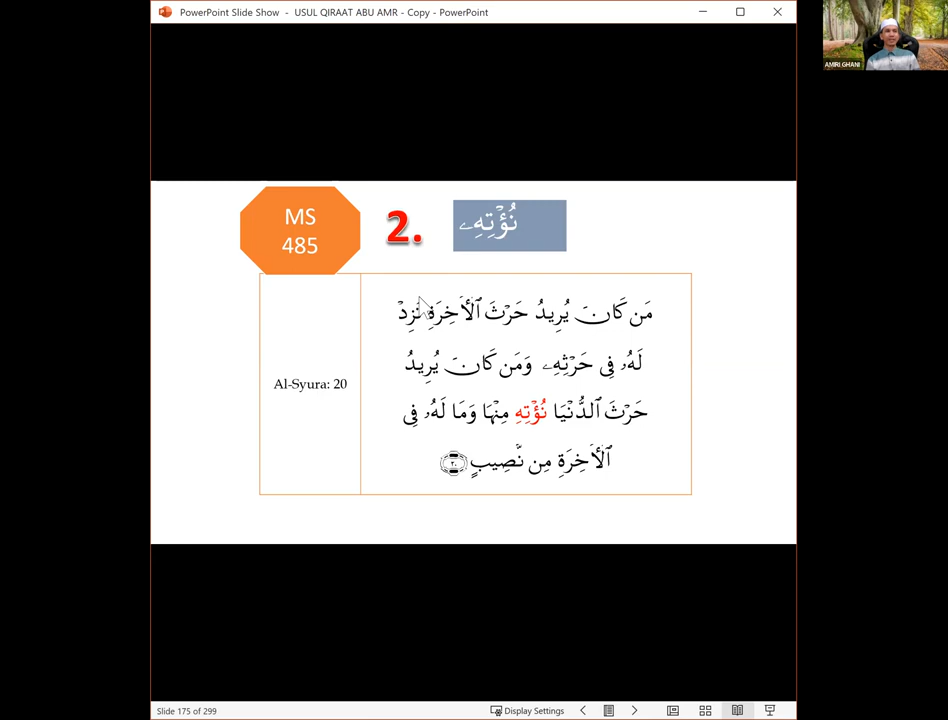 PowerPoint Slide Show - USUL QIRAAT ABU AMR - Copy - PowerPoint
AMIRI GHANI
MS
485
2.
نُؤْتِهِۦ
مَن كَانَ يُرِيدُ حَرْثَ ٱلْأَخِرَةِ نَزِدْ
لَهُۥ فِى حَرْثِهِۦ وَمَن كَانَ يُرِيدُ
حَرْثَ ٱلدُّنْيَا نُؤْتِهِ مِنْهَا وَمَا لَهُۥ فِى
ٱلْأَخِرَةِ مِن نَّصِيبٍ ٢٠
Al-Syura: 20
Slide 175 of 299
Display Settings